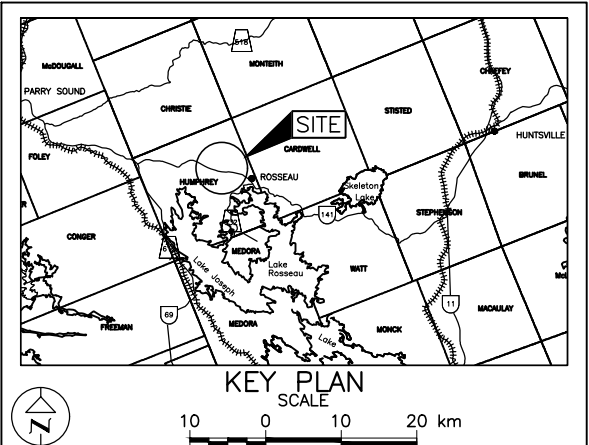 518
McDOUGALL
MONTEITH
CHAFFEY
PARRY SOUND
CHRISTIE
STISTED
SITE
HUNTSVILLE
CARDWELL
FOLEY
ROSSEAU
BRUNEL
HUMPHREY
Skeleton
Lake
141
STEPHENSON
CONGER
MEDORA
Lake
Rosseau
WATT
Lake Joseph
69
11
MACAULAY
FREEMAN
MEDORA
MONCK
Lake
KEY PLAN
SCALE
N
10 0 10 20 km